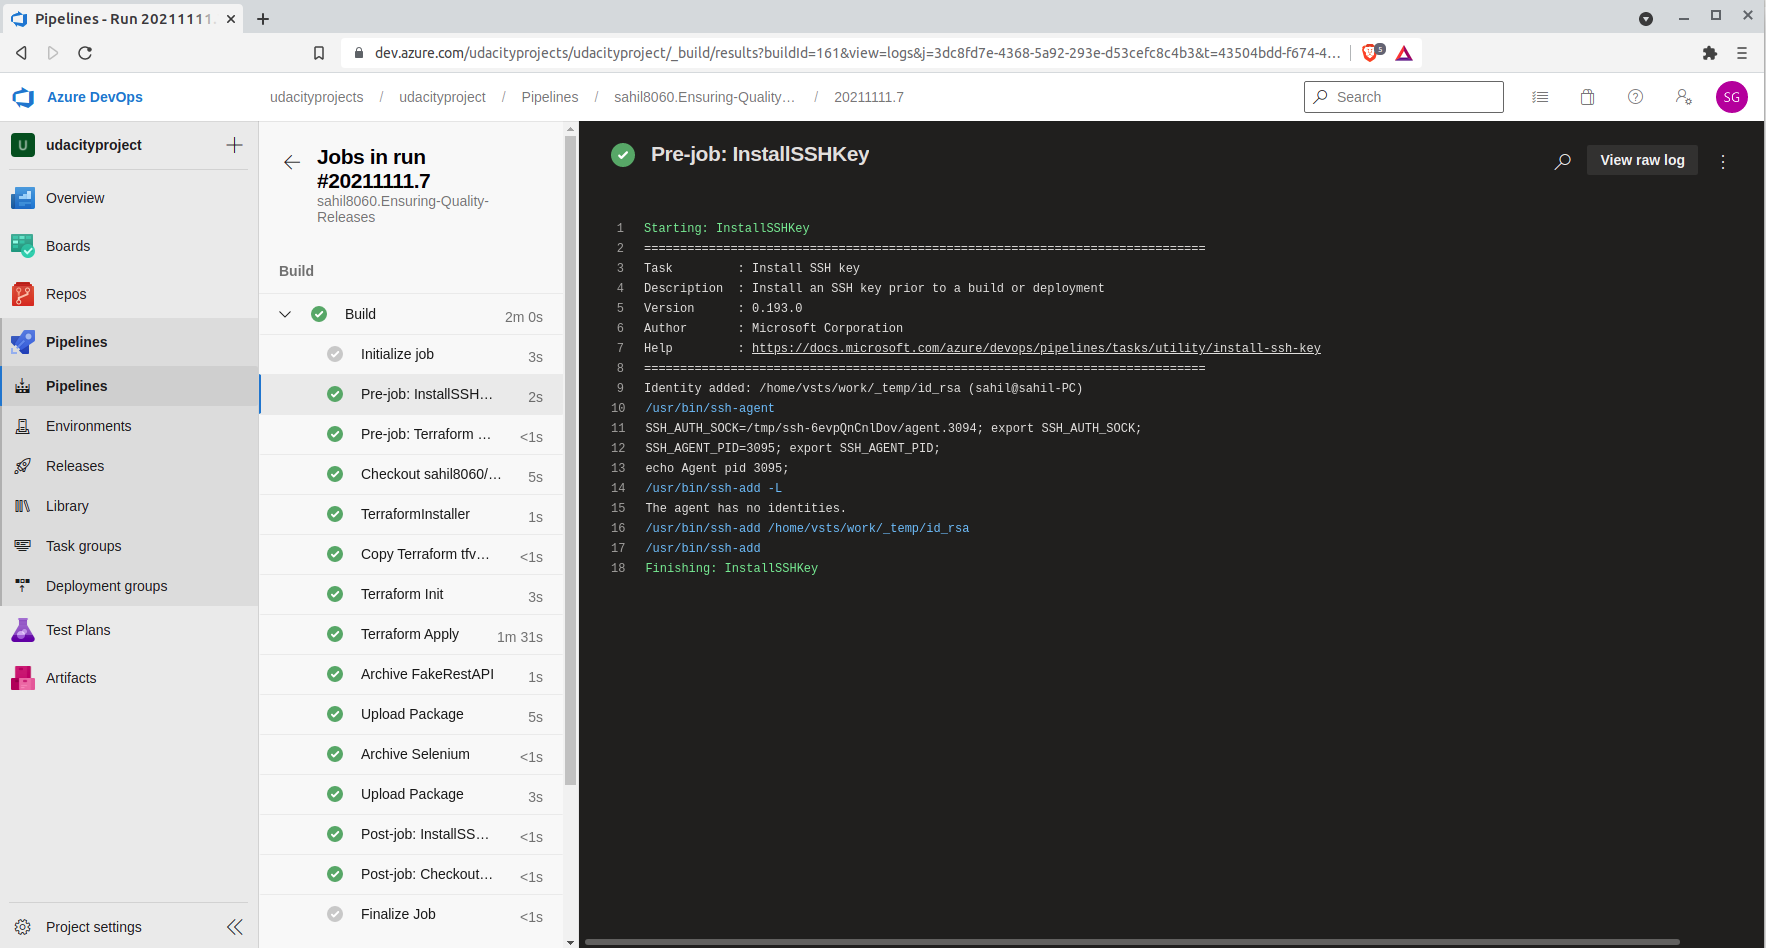 Pipelines - Run 20211111.
dev.azure.com/udacityprojects/udacityproject/_build/results?buildId=161&view=logs&j=3dc8fd7e-4368-5a92-293e-d53cefc8c4b3&t=43504bdd-f674-4...
5
Azure DevOps
udacityprojects / udacityproject / Pipelines / sahil8060.Ensuring-Quality... / 20211111.7
Search
SG
U udacityproject
Overview
Boards
Repos
Pipelines
Pipelines
Environments
Releases
Library
Task groups
Deployment groups
Test Plans
Artifacts
Project settings
Jobs in run
#20211111.7
sahil8060.Ensuring-Quality-
Releases
Build
Build 2m 0s
Initialize job 3s
Pre-job: InstallSSH... 2s
Pre-job: Terraform ... <1s
Checkout sahil8060/... 5s
TerraformInstaller 1s
Copy Terraform tfv... <1s
Terraform Init 3s
Terraform Apply 1m 31s
Archive FakeRestAPI 1s
Upload Package 5s
Archive Selenium <1s
Upload Package 3s
Post-job: InstallSS... <1s
Post-job: Checkout... <1s
Finalize Job <1s
Pre-job: InstallSSHKey
View raw log
1 Starting: InstallSSHKey
2 ==============================================================================
3 Task : Install SSH key
4 Description : Install an SSH key prior to a build or deployment
5 Version : 0.193.0
6 Author : Microsoft Corporation
7 Help : https://docs.microsoft.com/azure/devops/pipelines/tasks/utility/install-ssh-key
8 ==============================================================================
9 Identity added: /home/vsts/work/_temp/id_rsa (sahil@sahil-PC)
10 /usr/bin/ssh-agent
11 SSH_AUTH_SOCK=/tmp/ssh-6evpQnCnlDov/agent.3094; export SSH_AUTH_SOCK;
12 SSH_AGENT_PID=3095; export SSH_AGENT_PID;
13 echo Agent pid 3095;
14 /usr/bin/ssh-add -L
15 The agent has no identities.
16 /usr/bin/ssh-add /home/vsts/work/_temp/id_rsa
17 /usr/bin/ssh-add
18 Finishing: InstallSSHKey